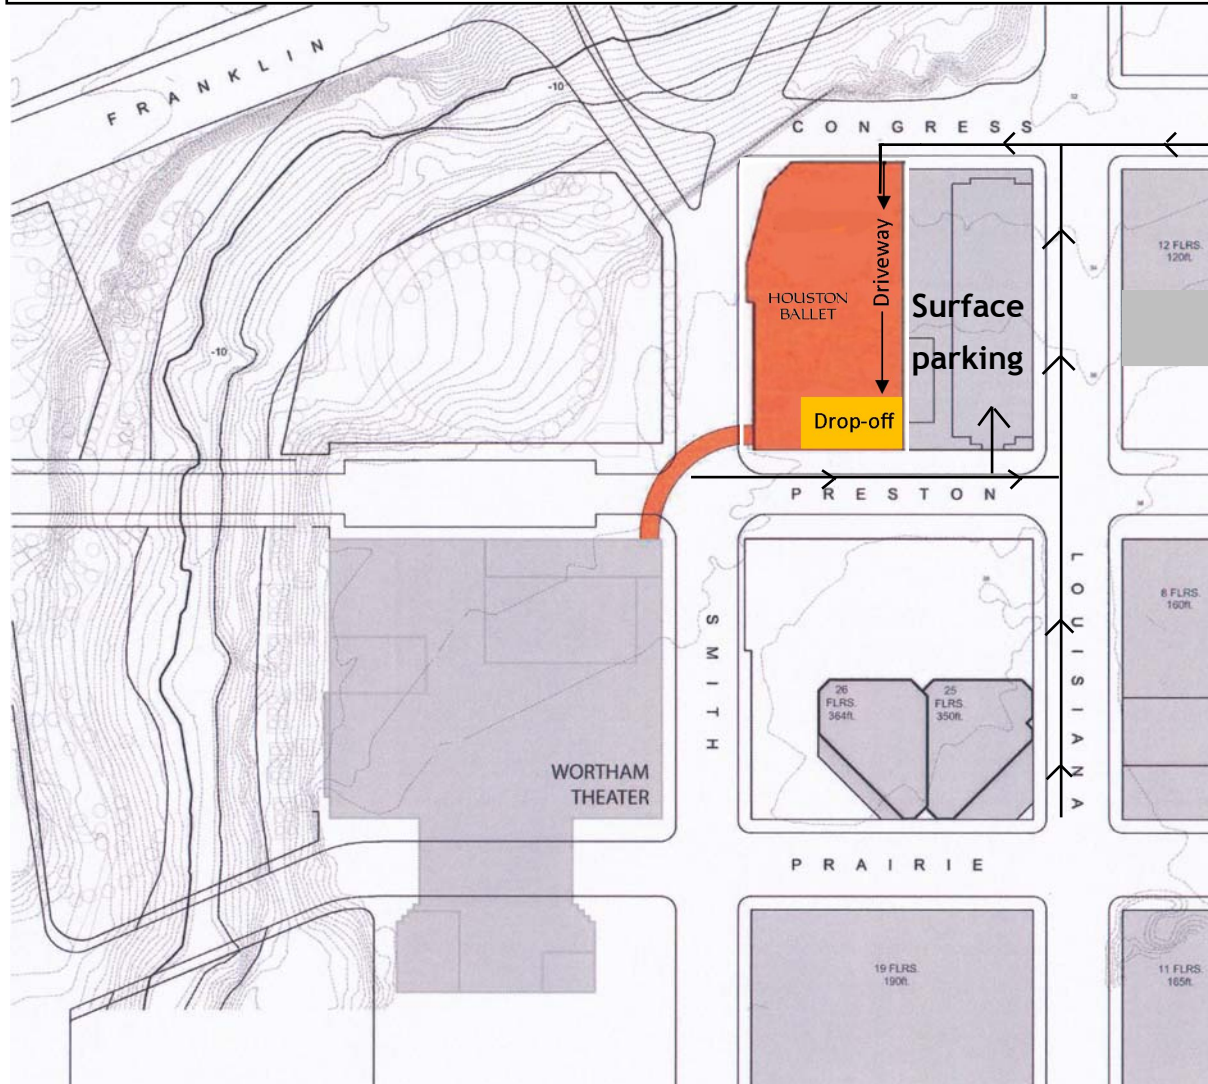 FRANKLIN
-10
CONGRESS
12 FLRS.
120ft.
Driveway
HOUSTON
BALLET
Surface
parking
-10
Drop-off
PRESTON
LOUISIANA
8 FLRS.
160ft.
SMITH
26
FLRS.
364ft.
25
FLRS.
350ft.
WORTHAM
THEATER
PRAIRIE
19 FLRS.
190ft.
11 FLRS.
165ft.